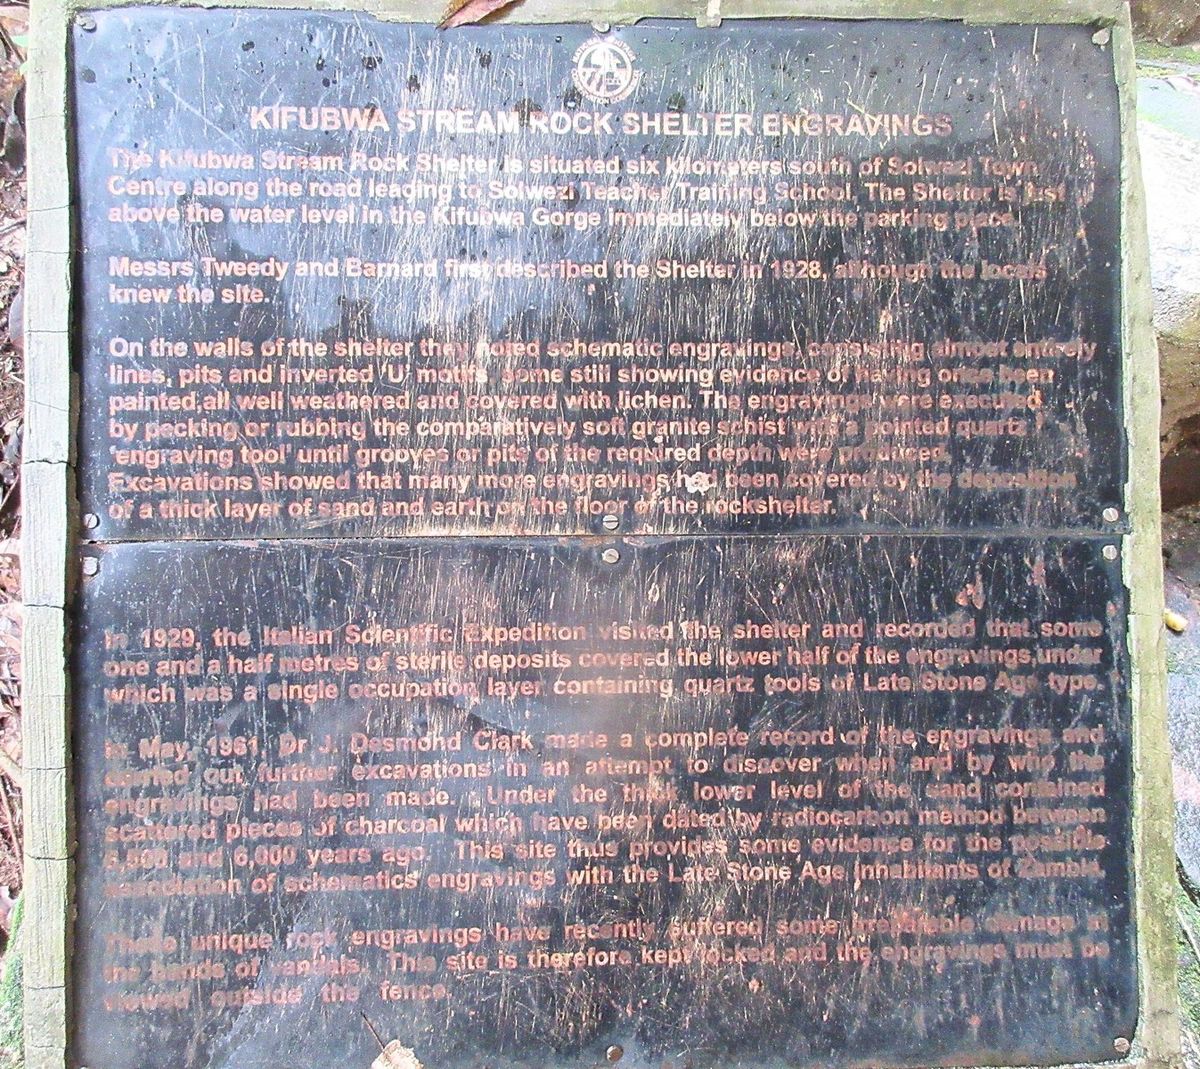 KIFUBWA STREAM ROCK SHELTER ENGRAVINGS
The Kifubwa Stream Rock Shelter is situated six kilometers south of Solwezi Town
Centre along the road leading to Solwezi Teacher Training School. The Shelter is just
above the water level in the Kifubwa Gorge immediately below the parking place.
Messrs Tweedy and Barnard first described the Shelter in 1928, although the locals
knew the site.
On the walls of the shelter they noted schematic engravings, consisting almost entirely
lines, pits and inverted 'U' motifs, some still showing evidence of having once been
painted,all well weathered and covered with lichen. The engravings were executed
by pecking or rubbing the comparatively soft granite schist with a pointed quartz
'engraving tool' until grooves or pits of the required depth were produced.
Excavations showed that many more engravings had been covered by the deposition
of a thick layer of sand and earth on the floor of the rockshelter.
In 1929, the Italian Scientific Expedition visited the shelter and recorded that some
one and a half metres of sterile deposits covered the lower half of the engravings,under
which was a single occupation layer containing quartz tools of Late Stone Age type.
In May, 1961, Dr J. Desmond Clark made a complete record of the engravings and
carried out further excavations in an attempt to discover when and by who the
engravings had been made. Under the thick lower level of the sand contained
scattered pieces of charcoal which have been dated by radiocarbon method between
and 6,000 years ago. This site thus provides some evidence for the possible
association of schematics engravings with the Late Stone Age inhabitants of Zambia.
These unique rock engravings have recently suffered some irreparable damage at
the hands of vandals. This site is therefore kept locked and the engravings must be
viewed outside the fence.